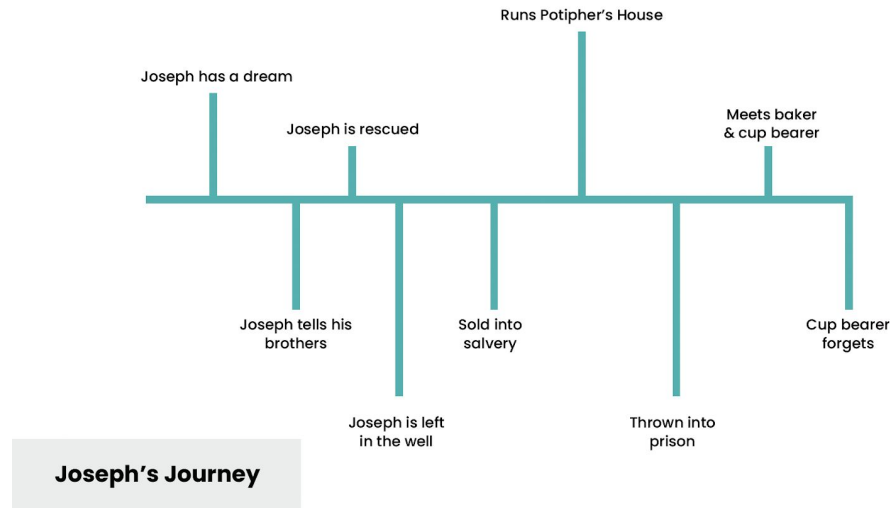 Runs Potipher's House
Joseph has a dream
Meets baker
& cup bearer
Joseph is rescued
Joseph tells his
brothers
Sold into
salvery
Cup bearer
forgets
Joseph is left
in the well
Thrown into
prison
Joseph's Journey